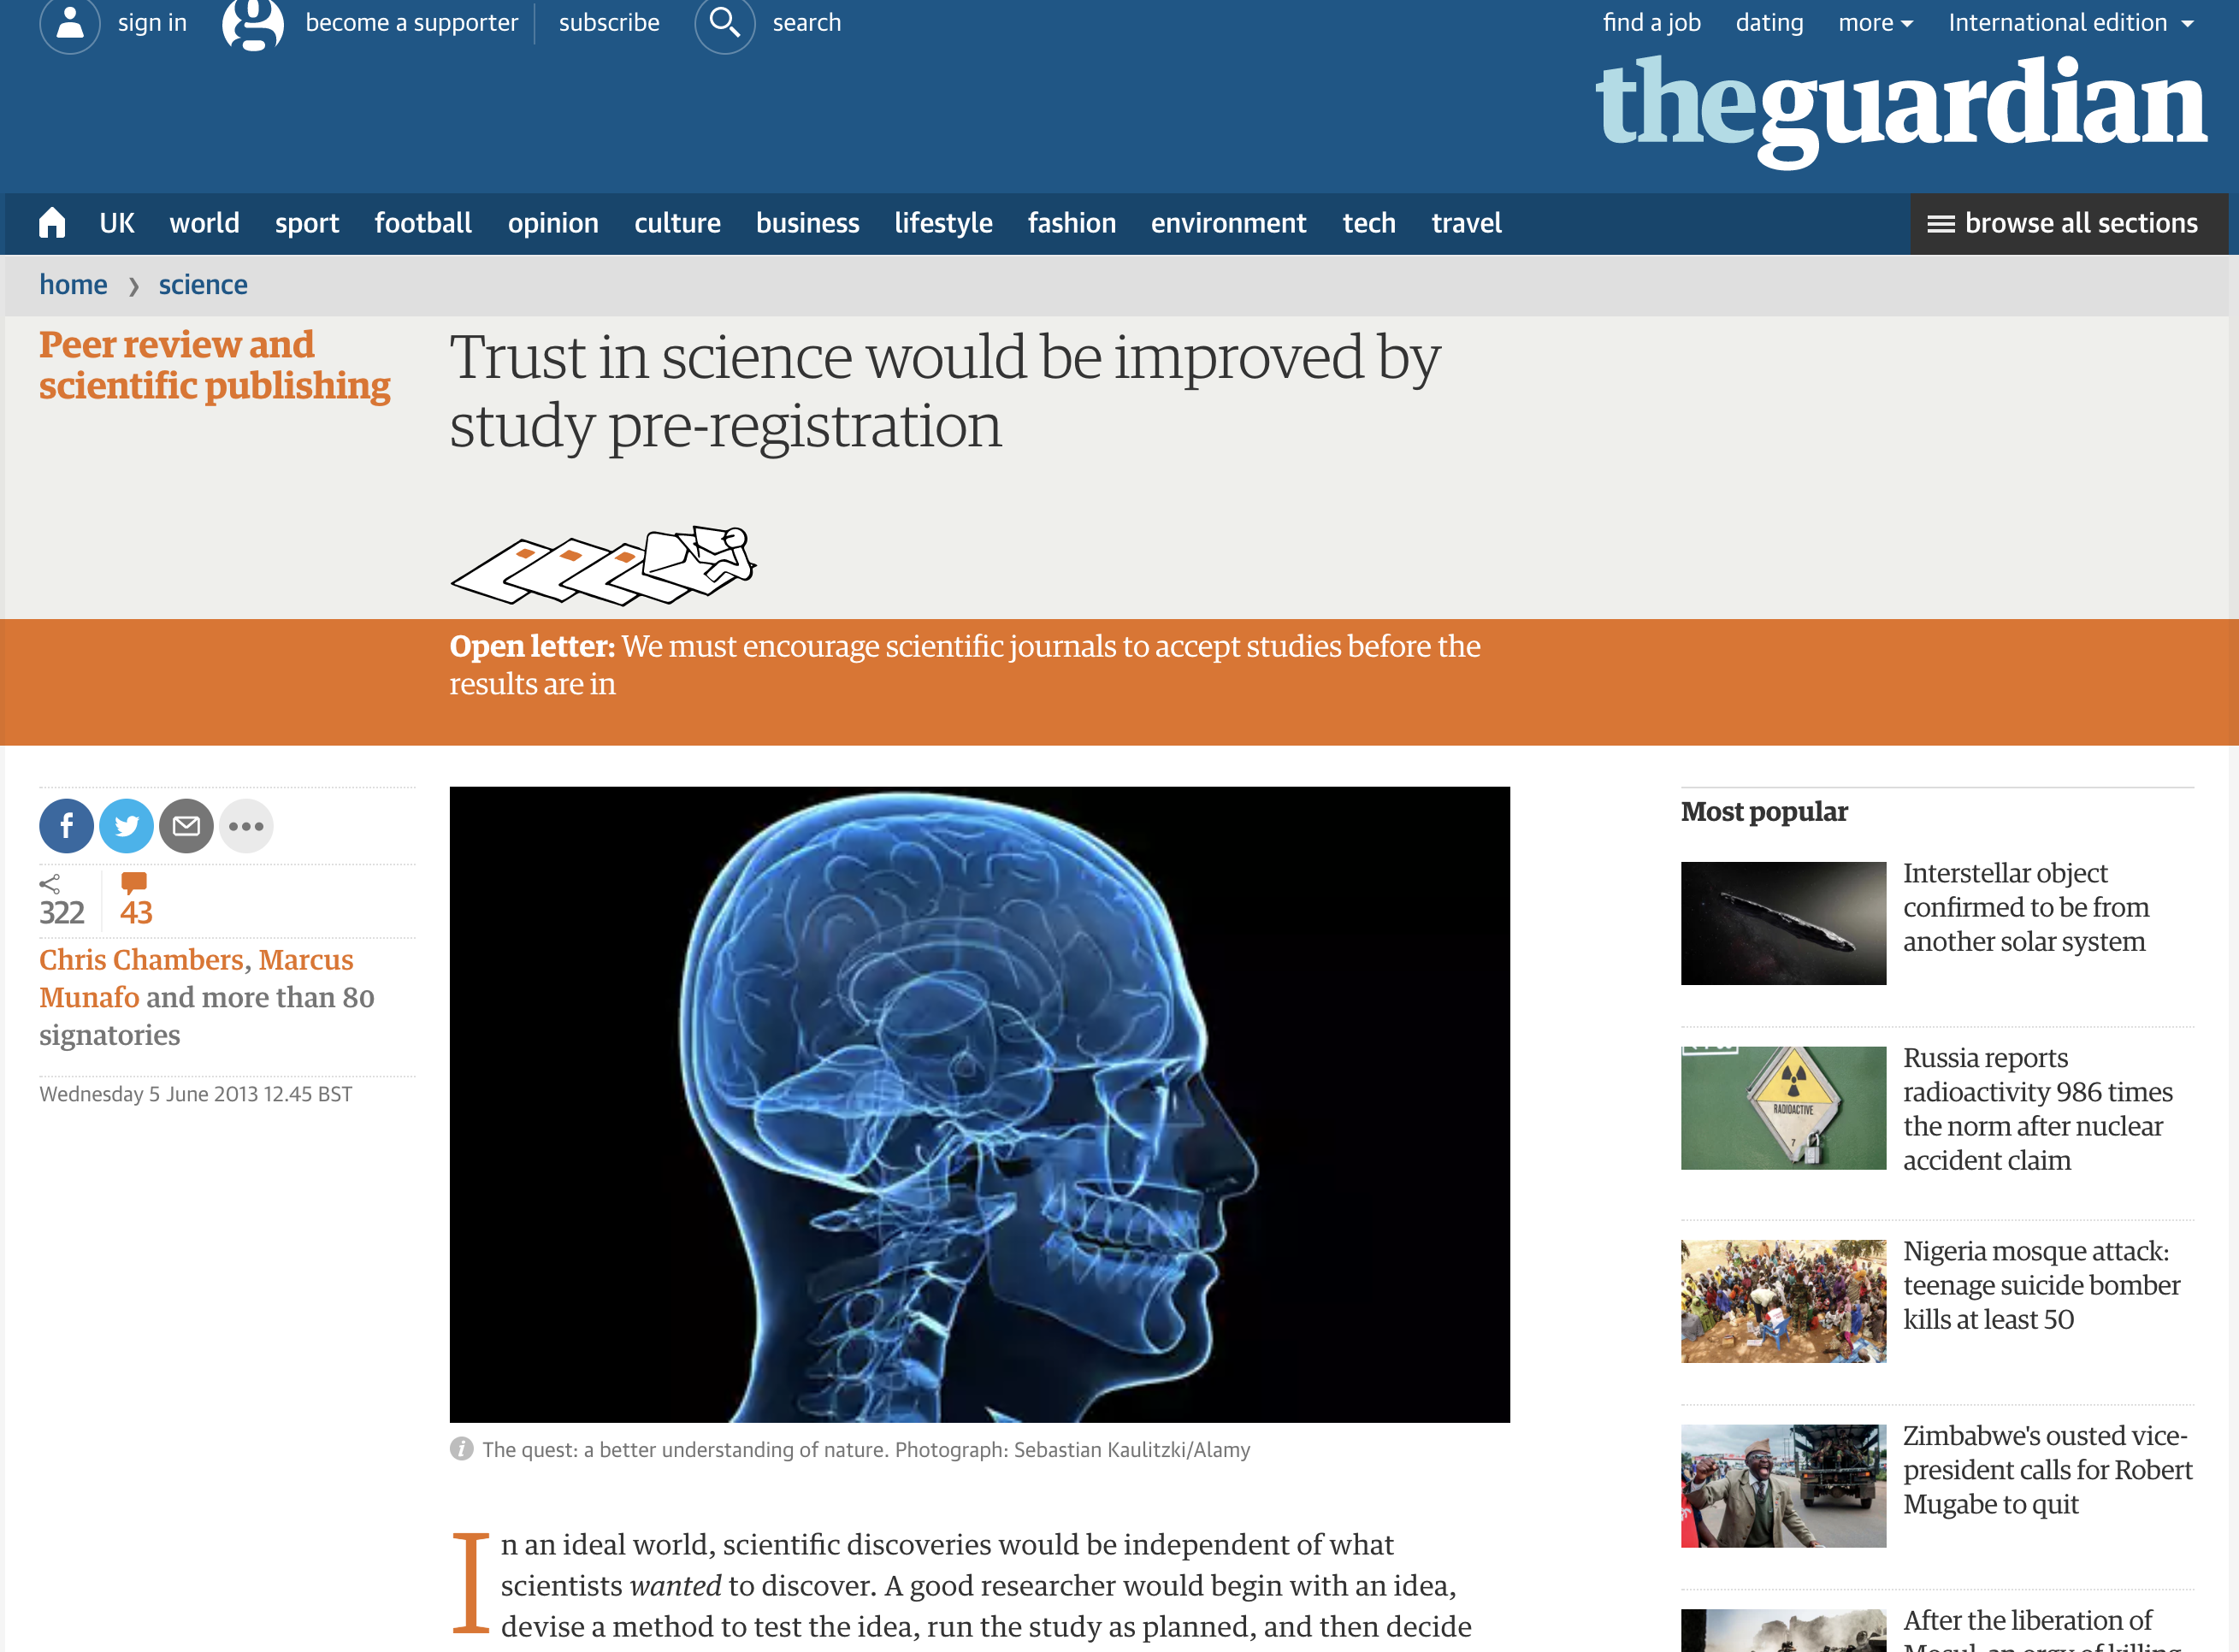 sign in
become a supporter
subscribe
search
find a job
dating
more
International edition
theguardian
UK
world
sport
football
opinion
culture
business
lifestyle
fashion
environment
tech
travel
browse all sections
home
science
Peer review and
scientific publishing
Trust in science would be improved by
study pre-registration
Open letter: We must encourage scientific journals to accept studies before the
results are in
322
43
Chris Chambers, Marcus
Munafo and more than 80
signatories
Wednesday 5 June 2013 12.45 BST
The quest: a better understanding of nature. Photograph: Sebastian Kaulitzki/Alamy
In an ideal world, scientific discoveries would be independent of what
scientists wanted to discover. A good researcher would begin with an idea,
devise a method to test the idea, run the study as planned, and then decide
Most popular
Interstellar object
confirmed to be from
another solar system
RADIOACTIVE
7
Russia reports
radioactivity 986 times
the norm after nuclear
accident claim
Nigeria mosque attack:
teenage suicide bomber
kills at least 50
Zimbabwe's ousted vice-
president calls for Robert
Mugabe to quit
After the liberation of
Mosul, an orgy of killing